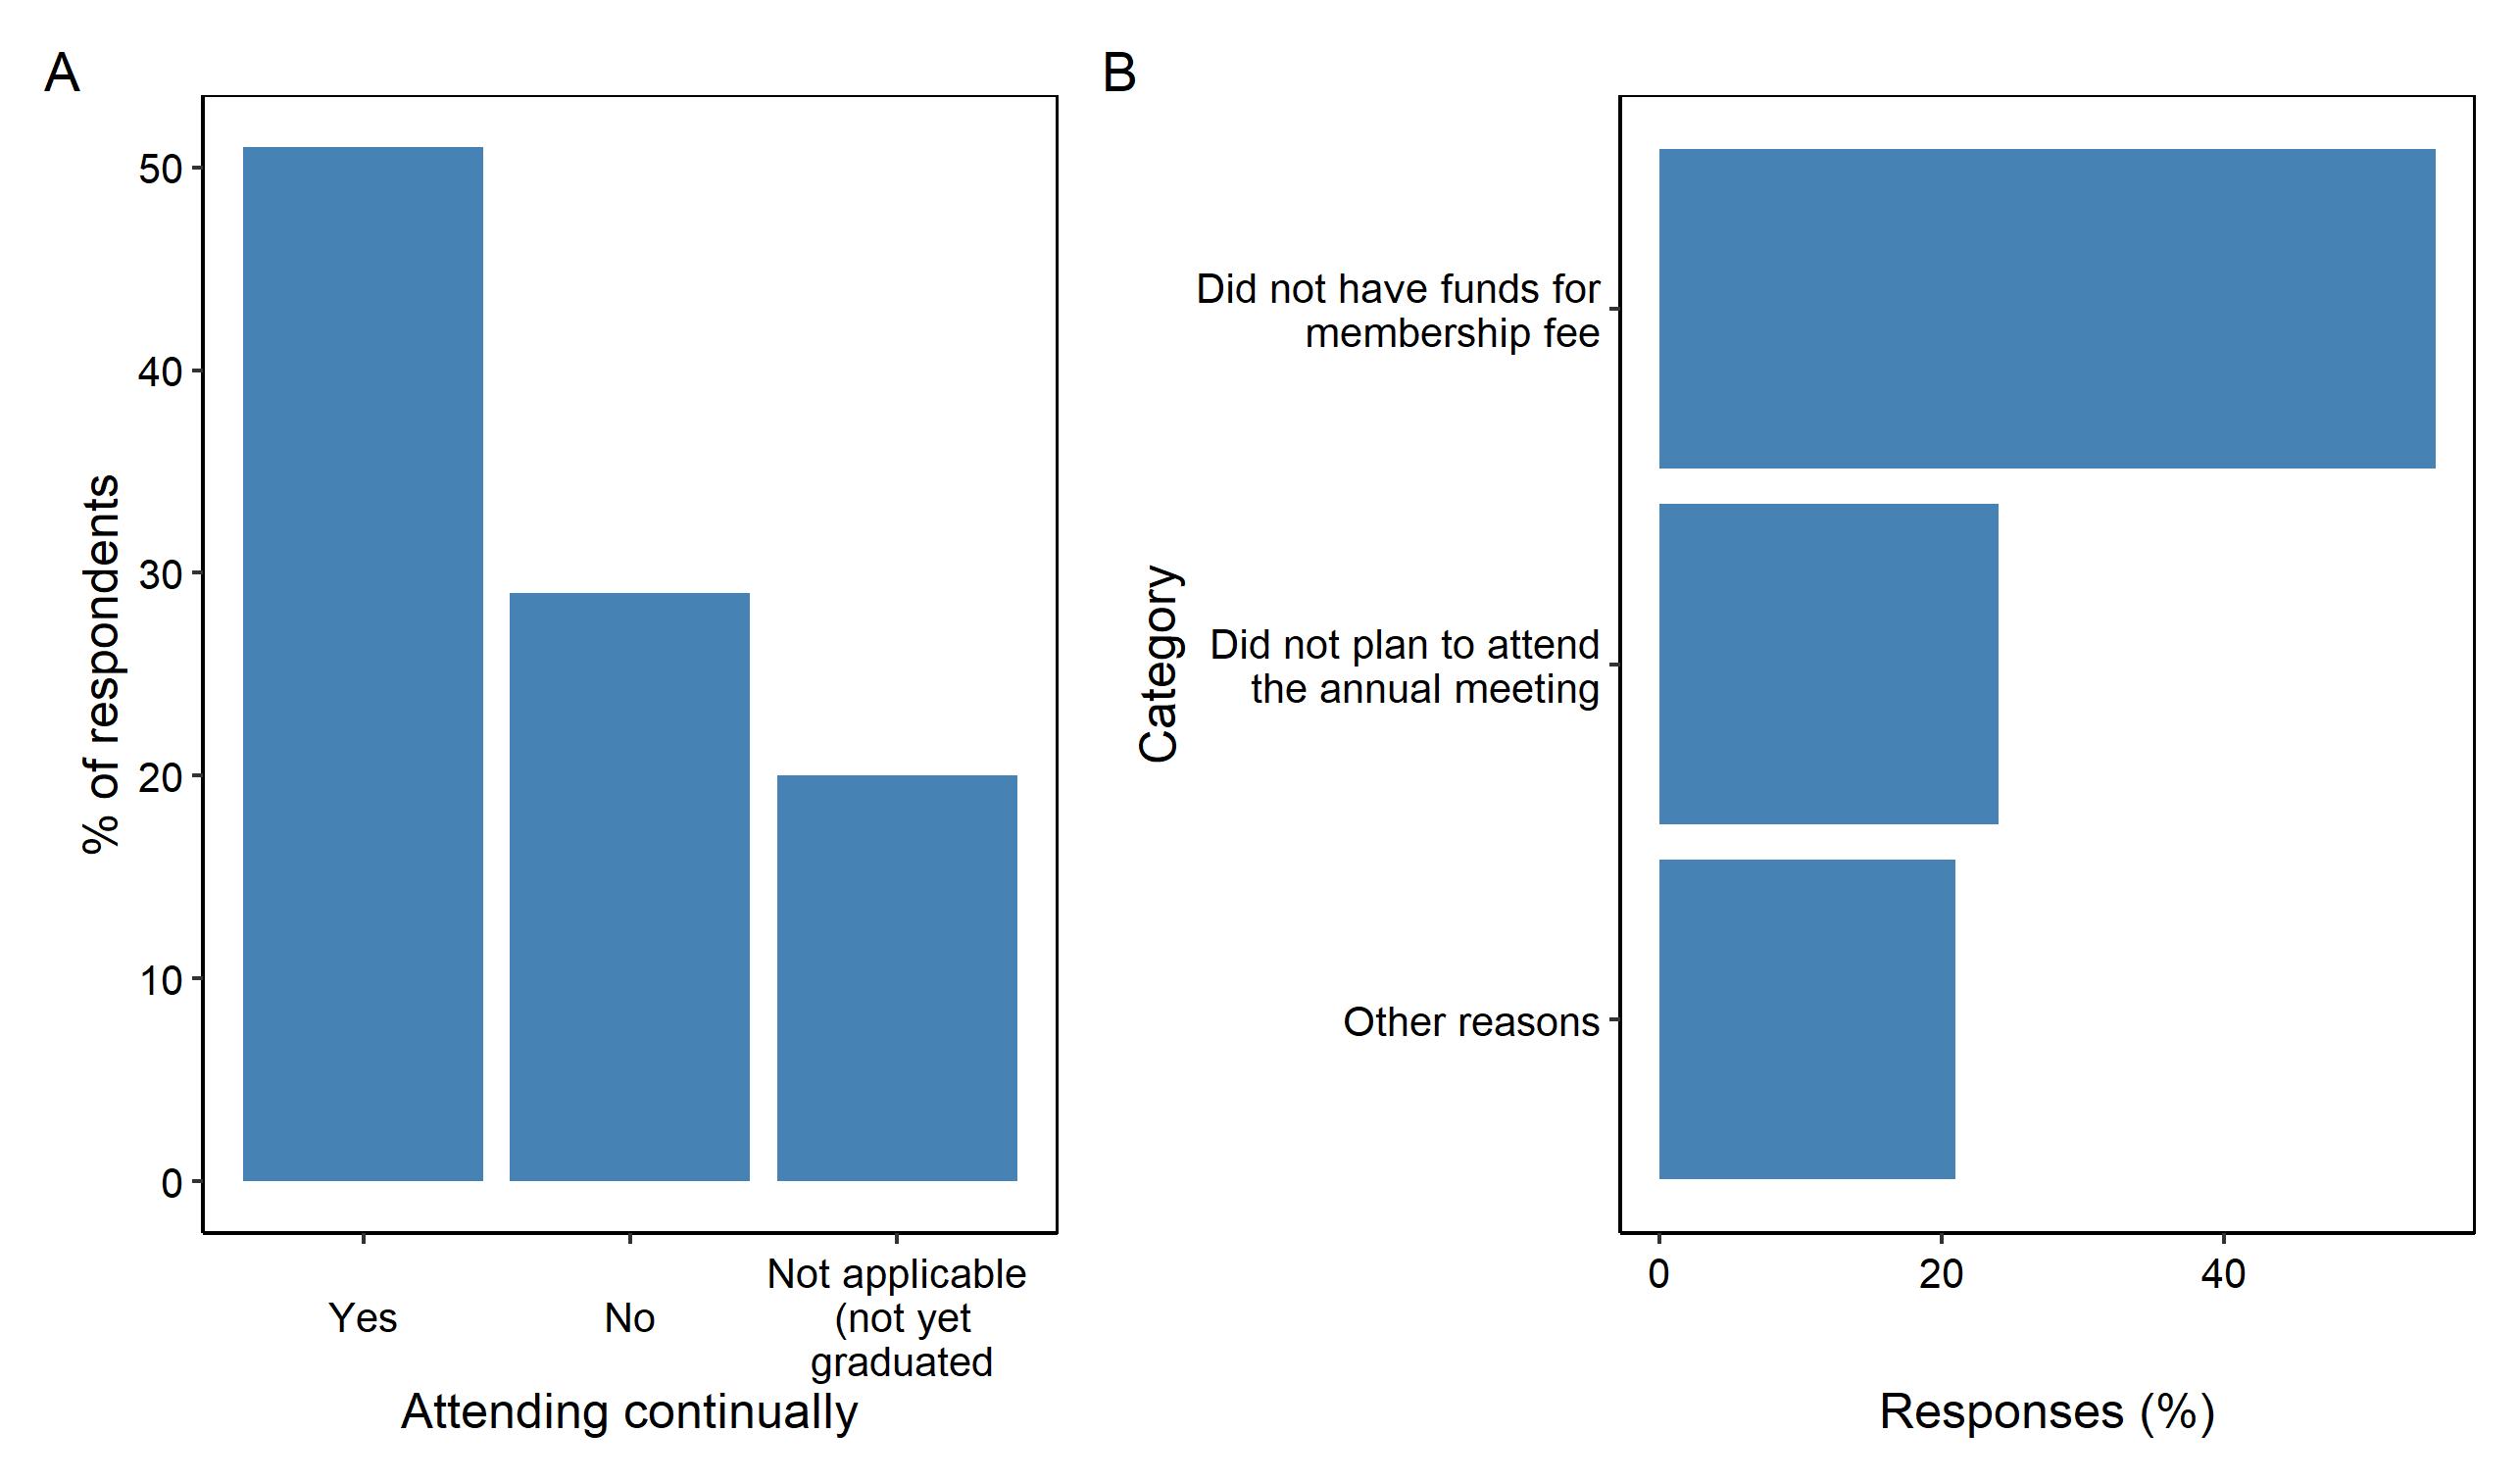 A
% of respondents
50
40
30
20
10
0
Yes
No
Not applicable
(not yet
graduated
Attending continually
B
Category
Did not have funds for
membership fee
Did not plan to attend
the annual meeting
Other reasons
0
20
40
Responses (%)